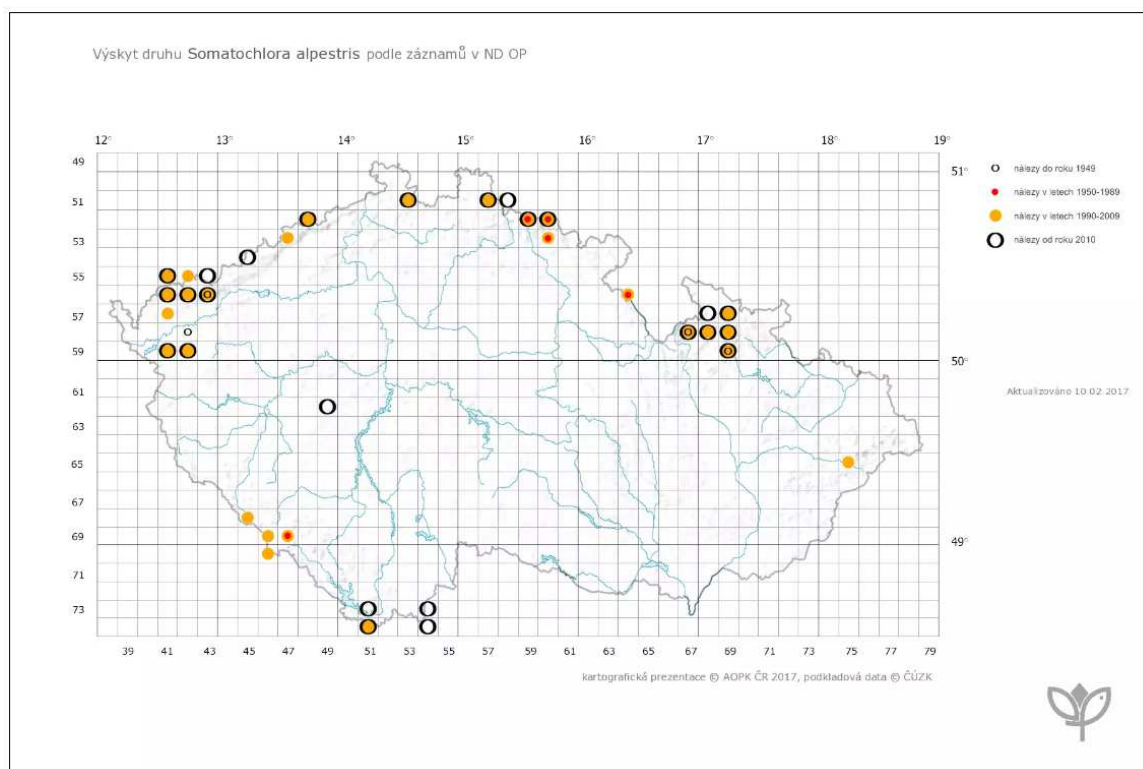 Výskyt druhu Somatochlora alpestris podle záznamů v ND OP
12° 13° 14° 15° 16° 17° 18° 19°
49
51°
nálezy do roku 1949
51
nálezy v letech 1950-1989
53
nálezy v letech 1990-2009
nálezy od roku 2010
55
57
59
50°
61
Aktualizováno 10.02.2017
63
65
67
69
49°
71
73
39 41 43 45 47 49 51 53 55 57 59 61 63 65 67 69 71 73 75 77 79
kartografická prezentace © AOPK ČR 2017, podkladová data © ČÚZK